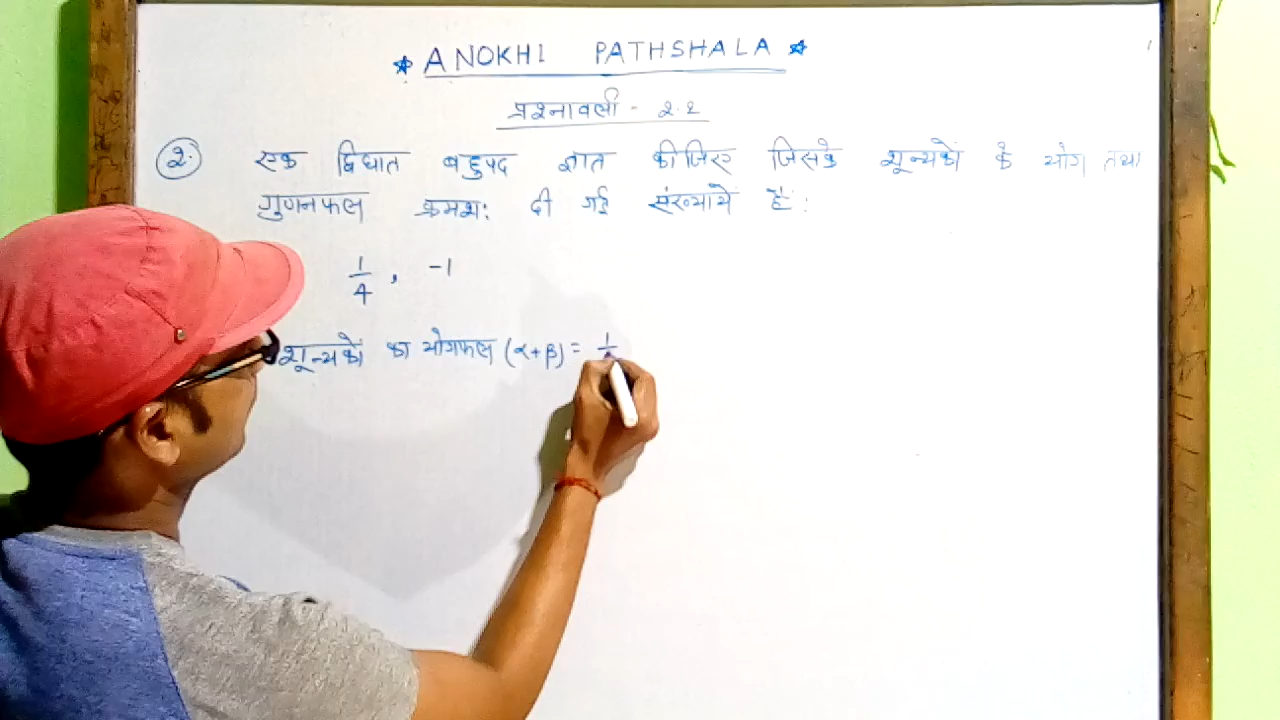 ★ ANOKHI PATHSHALA ★
प्रश्नावली - 2.2
2. एक द्विघात बहुपद ज्ञात कीजिए जिसके शून्यकों के योग तथा
गुणनफल क्रमशः दी गई संख्यायें हैं:
1/4 , -1
शून्यकों का योगफल (α+β) = 1/4